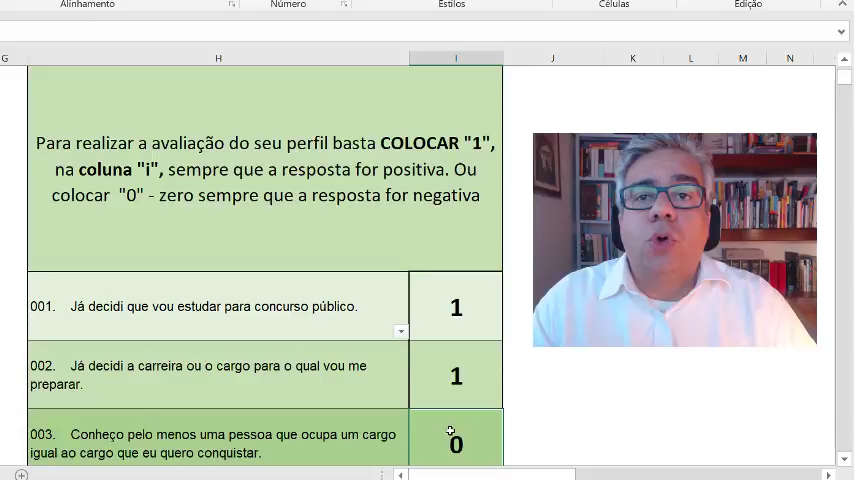 Alinhamento Número Estilos Células Edição
G H I J K L M N
Para realizar a avaliação do seu perfil basta COLOCAR "1",
na coluna "i", sempre que a resposta for positiva. Ou
colocar "0" - zero sempre que a resposta for negativa
001. Já decidi que vou estudar para concurso público. 1
002. Já decidi a carreira ou o cargo para o qual vou me
preparar. 1
003. Conheço pelo menos uma pessoa que ocupa um cargo
igual ao cargo que eu quero conquistar. 0